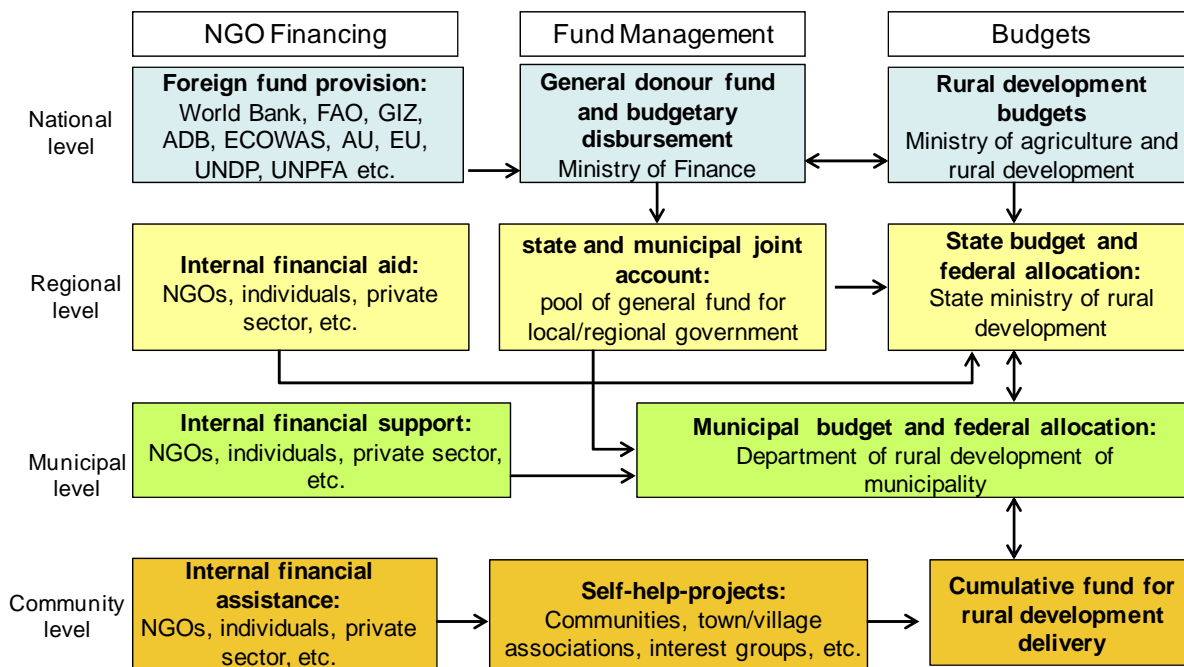 NGO Financing
Fund Management
Budgets
National
level
Foreign fund provision:
World Bank, FAO, GIZ,
ADB, ECOWAS, AU, EU,
UNDP, UNPFA etc.
General donour fund
and budgetary
disbursement
Ministry of Finance
Rural development
budgets
Ministry of agriculture and
rural development
Regional
level
Internal financial aid:
NGOs, individuals, private
sector, etc.
state and municipal joint
account:
pool of general fund for
local/regional government
State budget and
federal allocation:
State ministry of rural
development
Municipal
level
Internal financial support:
NGOs, individuals, private sector,
etc.
Municipal budget and federal allocation:
Department of rural development of
municipality
Community
level
Internal financial
assistance:
NGOs, individuals, private
sector, etc.
Self-help-projects:
Communities, town/village
associations, interest groups, etc.
Cumulative fund for
rural development
delivery